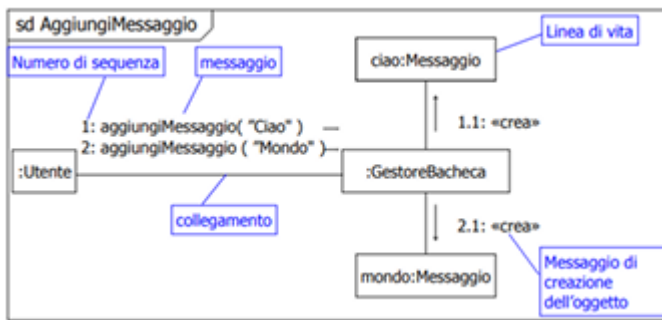 sd AggiungiMessaggio
Linea di vita
Numero di sequenza
messaggio
ciao:Messaggio
1: aggiungiMessaggio( "Ciao" )
1.1: «crea»
2: aggiungiMessaggio ( "Mondo" )
:Utente
:GestoreBacheca
collegamento
2.1: «crea»
mondo:Messaggio
Messaggio di
creazione
dell'oggetto